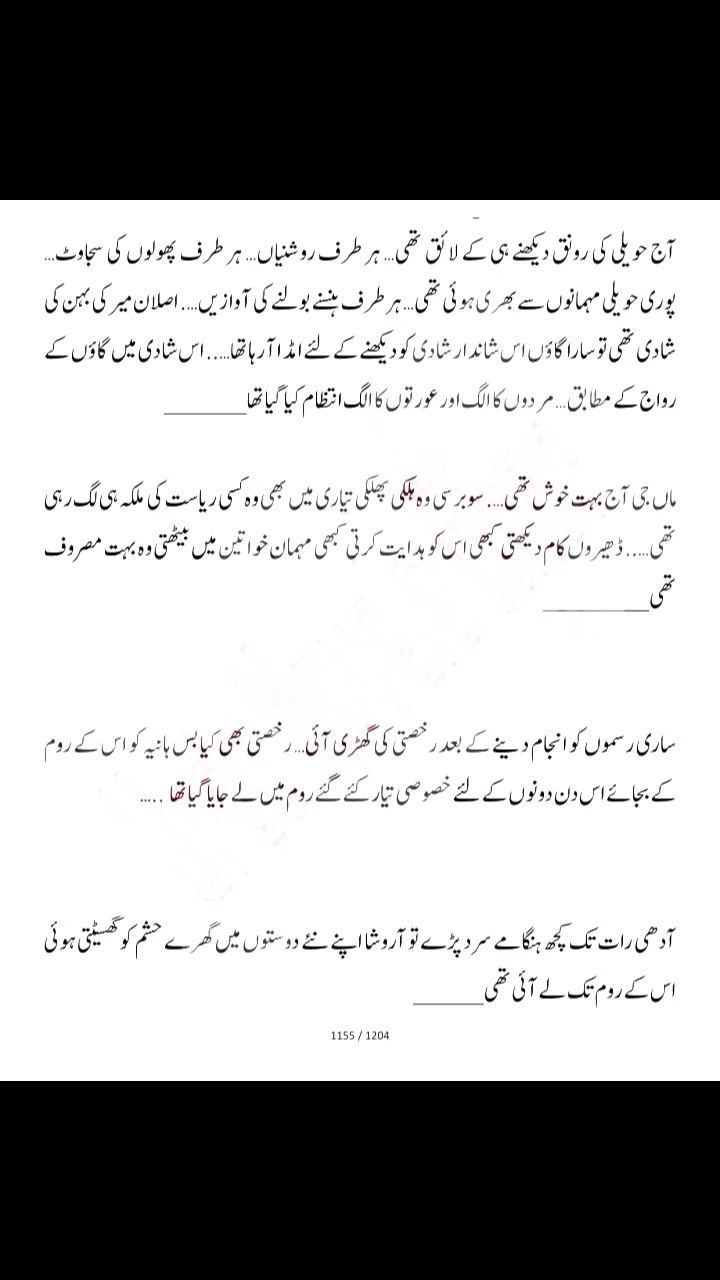 آج حویلی کی رونق دیکھنے ہی کے لائق تھی... ہر طرف روشنیاں... ہر طرف پھولوں کی سجاوٹ...
پوری حویلی مہمانوں سے بھری ہوئی تھی... ہر طرف ہنسنے بولنے کی آوازیں.... اصلان میر کی بہن کی
شادی تھی تو سارا گاؤں اس شاندار شادی کو دیکھنے کے لئے امڈا آ رہا تھا..... اس شادی میں گاؤں کے
رواج کے مطابق... مردوں کا الگ اور عورتوں کا الگ انتظام کیا گیا تھا__________
ماں جی آج بہت خوش تھی.... سوبر سی وہ ہلکی پھلکی تیاری میں بھی وہ کسی ریاست کی ملکہ ہی لگ رہی
تھی..... ڈھیروں کام دیکھتی کبھی اس کو ہدایت کرتی کبھی مہمان خواتین میں بیٹھتی وہ بہت مصروف
تھی_____________
ساری رسموں کو انجام دینے کے بعد رخصتی کی گھڑی آئی... رخصتی بھی کیا بس ہانیہ کو اس کے روم
کے بجائے اس دن دونوں کے لئے خصوصی تیار کئے گئے روم میں لے جایا گیا تھا .....
آدھی رات تک کچھ ہنگامے سرد پڑے تو آروشا اپنے نئے دوستوں میں گھرے حشم کو گھسیٹتی ہوئی
اس کے روم تک لے آئی تھی_________
1155 / 1204